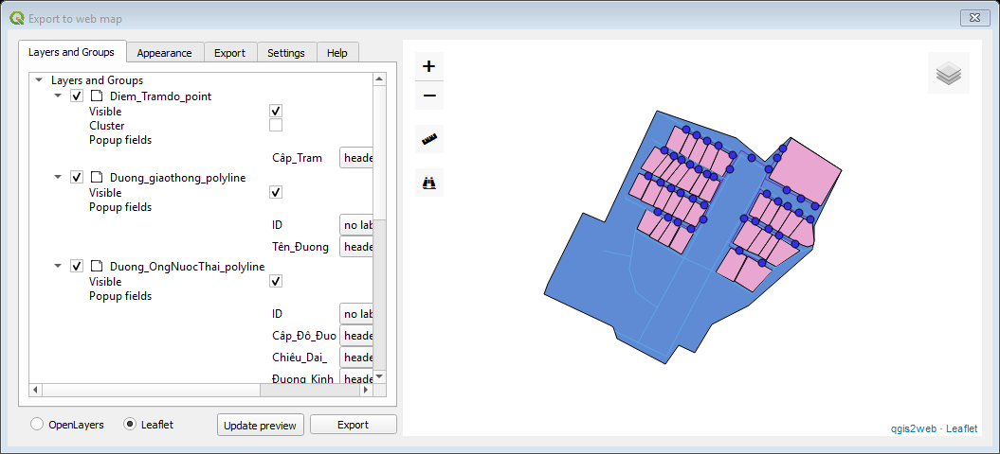 Export to web map
Layers and Groups
Appearance
Export
Settings
Help
Layers and Groups
Diem_Tramdo_point
Visible
Cluster
Popup fields
Câp_Tram heade
Duong_giaothong_polyline
Visible
Popup fields
ID no lab
Tên_Đuong heade
Duong_OngNuocThai_polyline
Visible
Popup fields
ID no lab
Câp_Đô_Đuo heade
Chiêu_Dai_ heade
Đuong_Kinh heade
OpenLayers
Leaflet
Update preview
Export
+
−
qgis2web · Leaflet